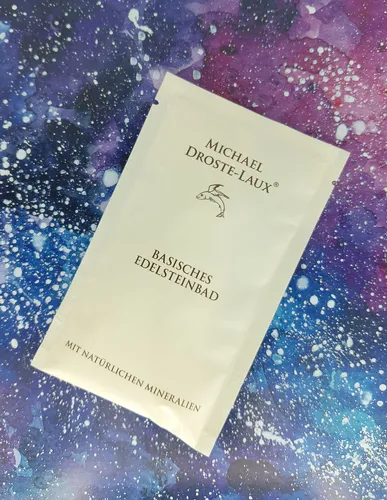 MICHAEL
DROSTE-LAUX®
BASISCHES
EDELSTEINBAD
MIT NATÜRLICHEN MINERALIEN